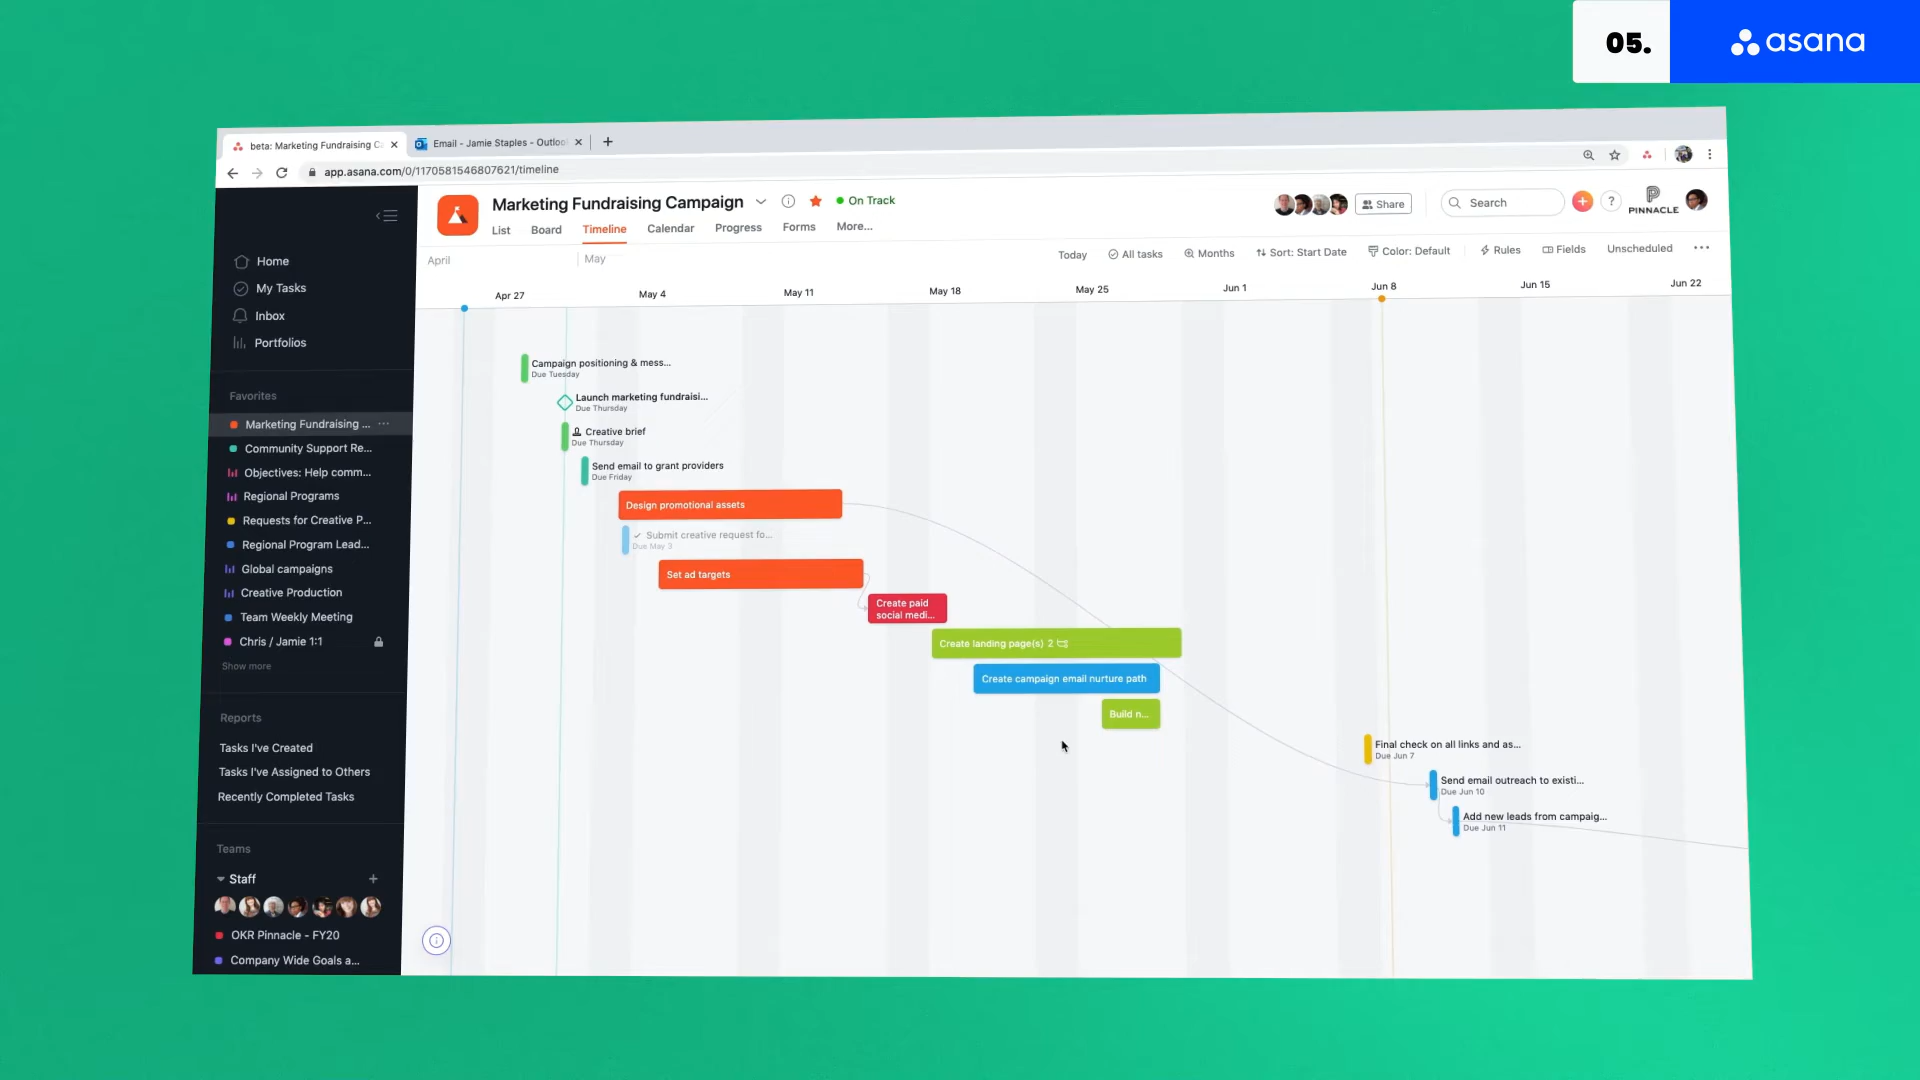 05.
asana
beta: Marketing Fundraising C
Email - Jamie Staples - Outloo
app.asana.com/0/1170581546807621/timeline
Marketing Fundraising Campaign
On Track
Share
Search
?
PINNACLE
List
Board
Timeline
Calendar
Progress
Forms
More...
April
May
Today
All tasks
Months
Sort: Start Date
Color: Default
Rules
Fields
Unscheduled
Apr 27
May 4
May 11
May 18
May 25
Jun 1
Jun 8
Jun 15
Jun 22
Home
My Tasks
Inbox
Portfolios
Favorites
Marketing Fundraising ...
Community Support Re...
Objectives: Help comm...
Regional Programs
Requests for Creative P...
Regional Program Lead...
Global campaigns
Creative Production
Team Weekly Meeting
Chris / Jamie 1:1
Show more
Reports
Tasks I've Created
Tasks I've Assigned to Others
Recently Completed Tasks
Teams
Staff
OKR Pinnacle - FY20
Company Wide Goals a...
Campaign positioning & mess...
Due Tuesday
Launch marketing fundraisi...
Due Thursday
Creative brief
Due Thursday
Send email to grant providers
Due Friday
Design promotional assets
Submit creative request fo...
Due May 3
Set ad targets
Create paid
social medi...
Create landing page(s) 2
Create campaign email nurture path
Build n...
Final check on all links and as...
Due Jun 7
Send email outreach to existi...
Due Jun 10
Add new leads from campaig...
Due Jun 11